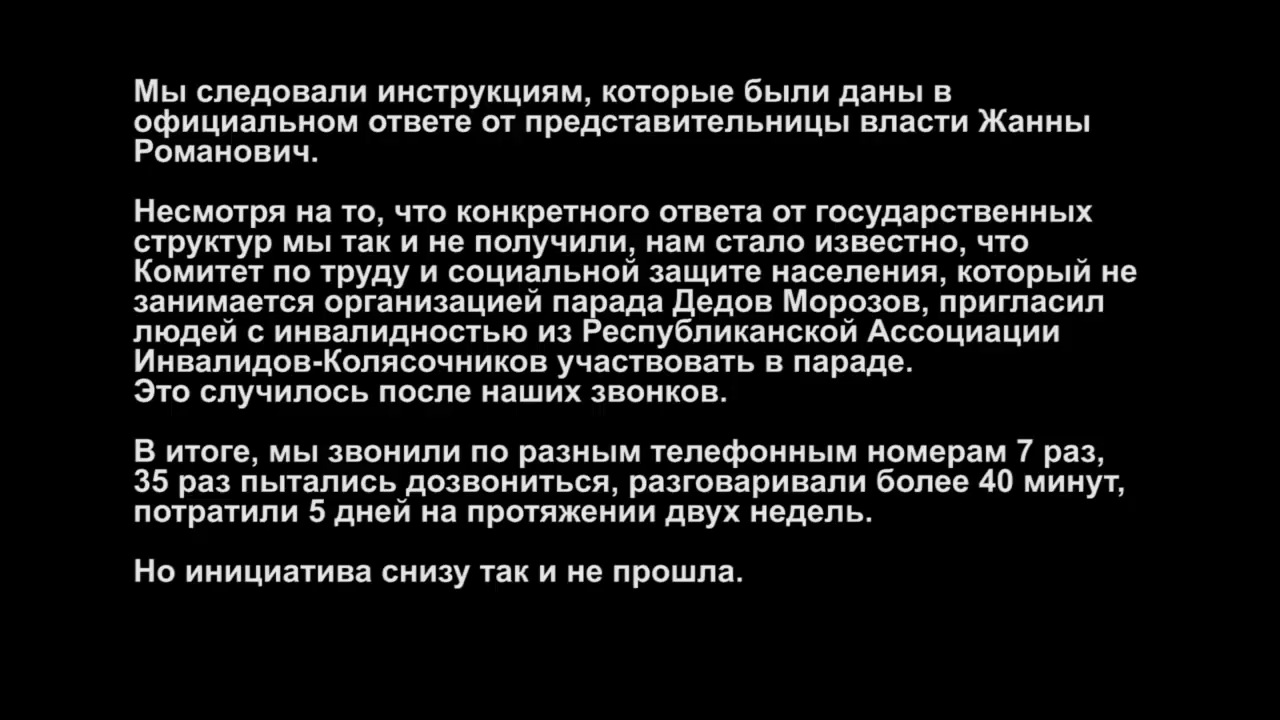 Мы следовали инструкциям, которые были даны в
официальном ответе от представительницы власти Жанны
Романович.
Несмотря на то, что конкретного ответа от государственных
структур мы так и не получили, нам стало известно, что
Комитет по труду и социальной защите населения, который не
занимается организацией парада Дедов Морозов, пригласил
людей с инвалидностью из Республиканской Ассоциации
Инвалидов-Колясочников участвовать в параде.
Это случилось после наших звонков.
В итоге, мы звонили по разным телефонным номерам 7 раз,
35 раз пытались дозвониться, разговаривали более 40 минут,
потратили 5 дней на протяжении двух недель.
Но инициатива снизу так и не прошла.